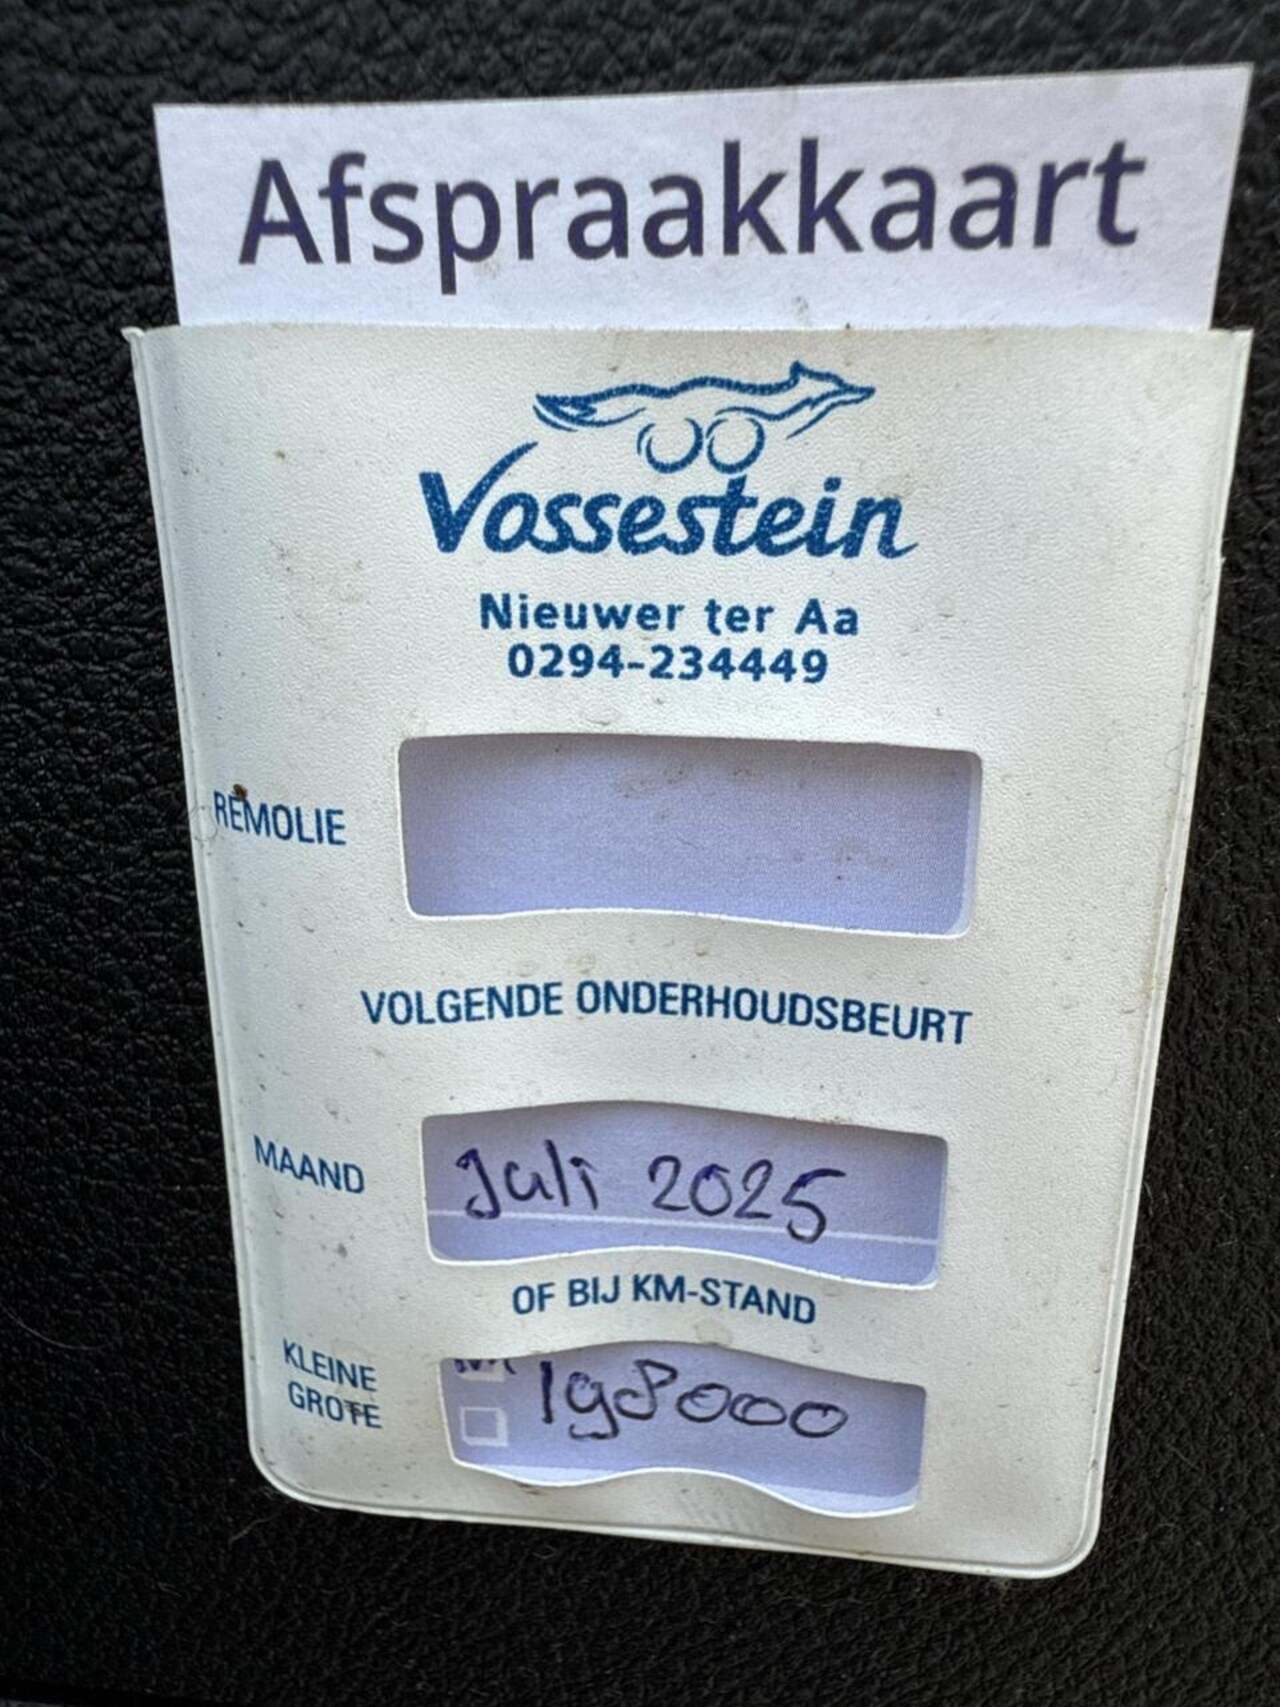 Afspraakkaart
Vossestein
Nieuwer ter Aa
0294-234449
REMOLIE
VOLGENDE ONDERHOUDSBEURT
MAAND
Juli 2025
OF BIJ KM-STAND
KLEINE
198000
GROTE